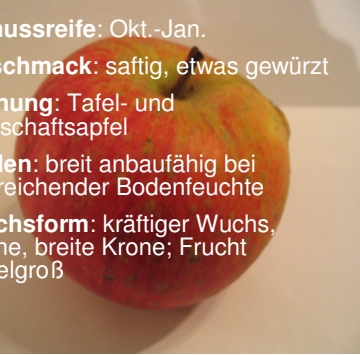 ussreife: Okt.-Jan.
schmack: saftig, etwas gewürzt
nung: Tafel- und
schaftsapfel
den: breit anbaufähig bei
reichender Bodenfeuchte
chsform: kräftiger Wuchs,
he, breite Krone; Frucht
elgroß